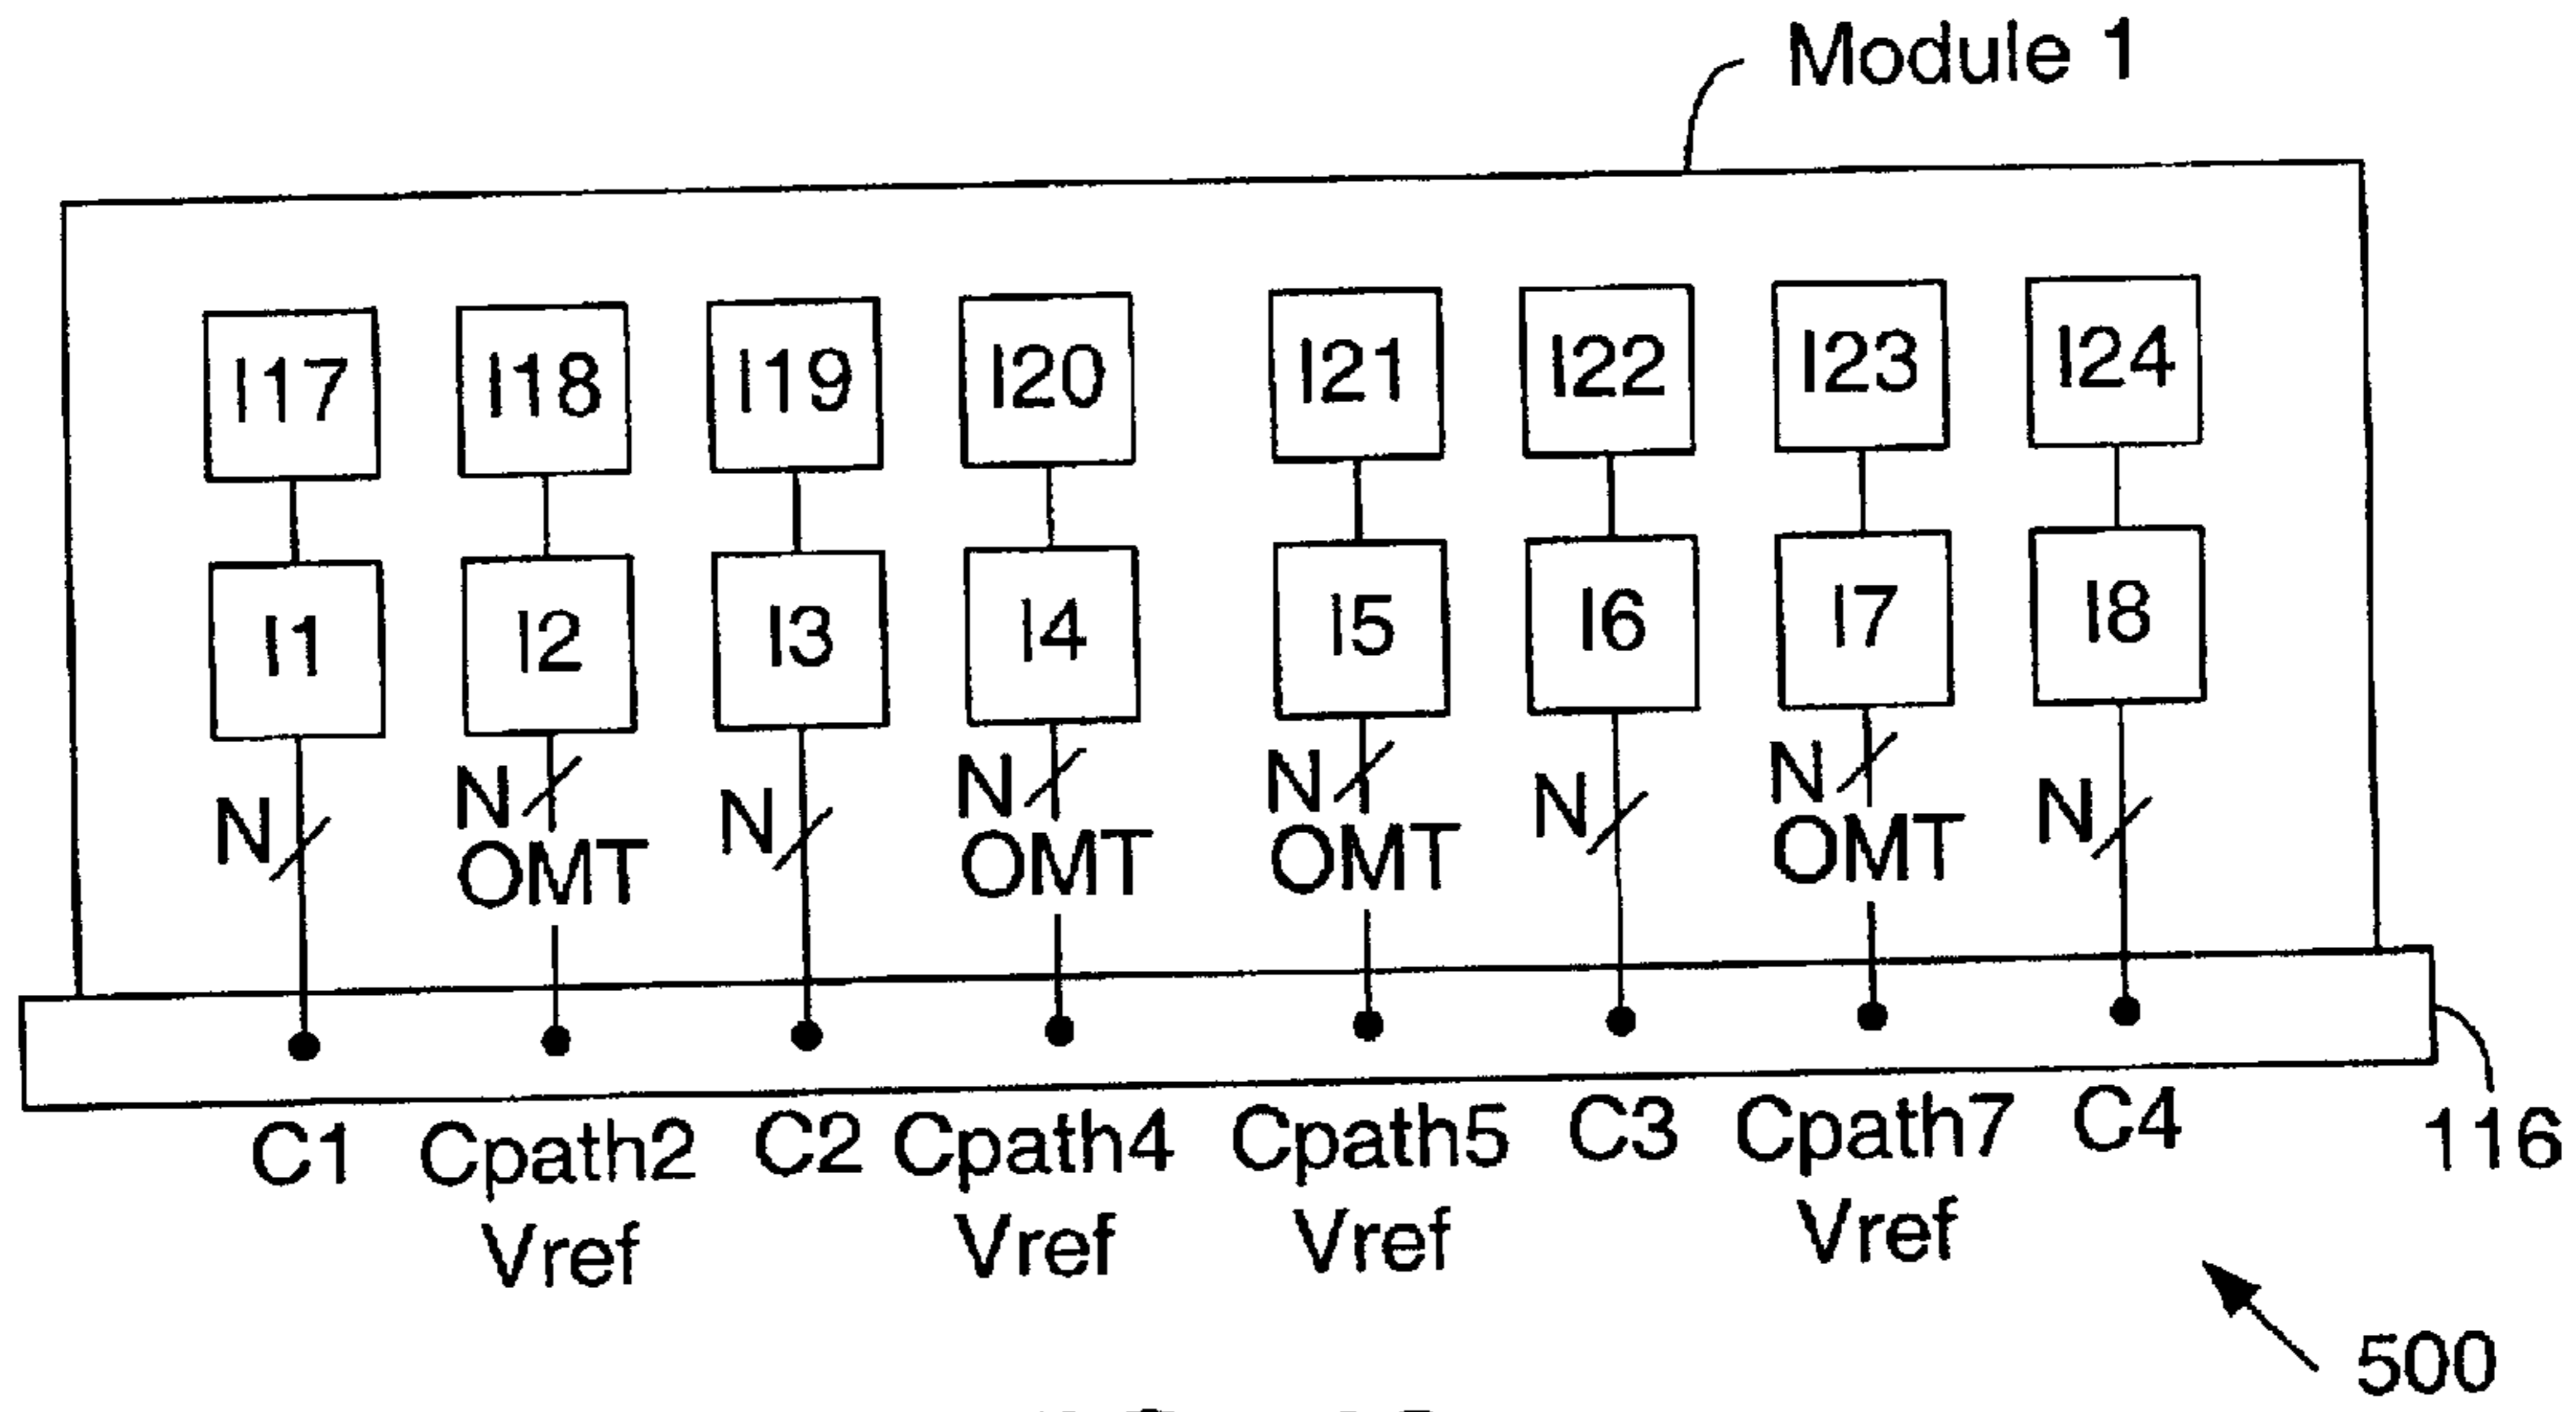 Module 1
I17 I18 I19 I20 I21 I22 I23 I24
I1 I2 I3 I4 I5 I6 I7 I8
N N N N N N N N
OMT OMT OMT OMT
C1 Cpath2 C2 Cpath4 Cpath5 C3 Cpath7 C4 116
Vref Vref Vref Vref
500